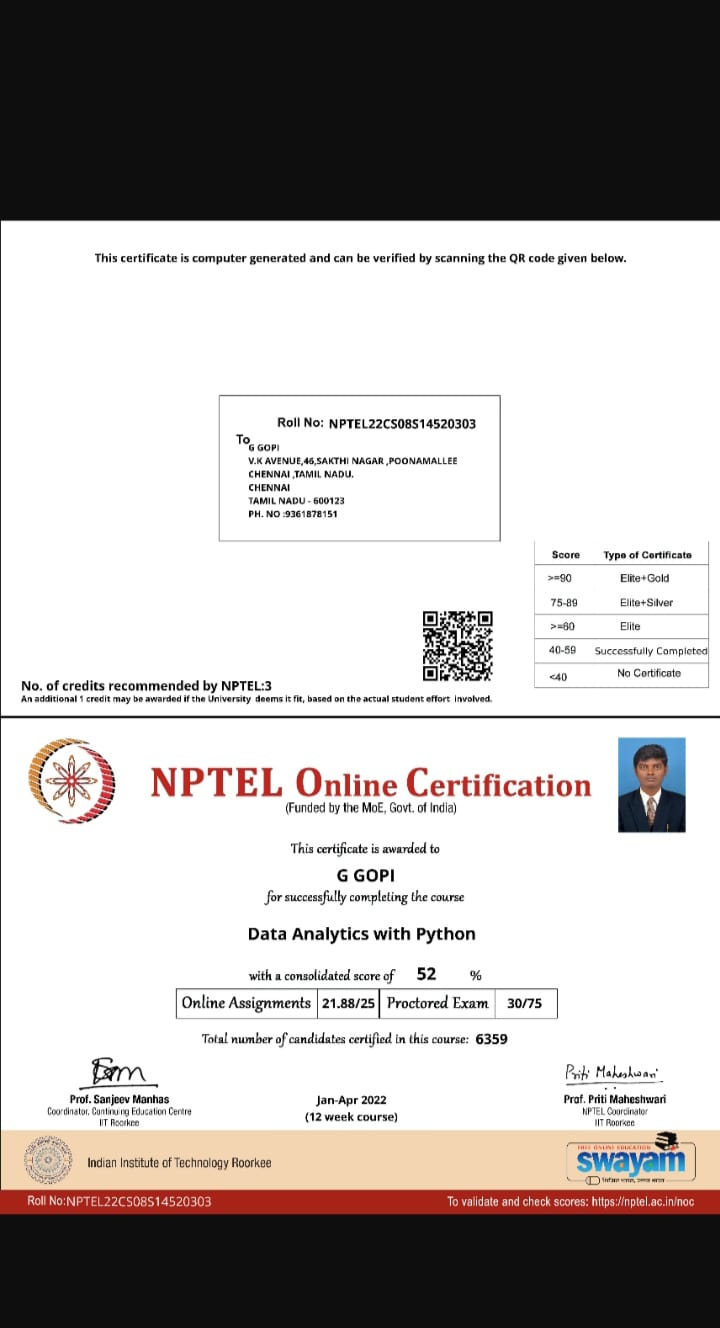 This certificate is computer generated and can be verified by scanning the QR code given below.
Roll No: NPTEL22CS08S14520303
To
G GOPI
V.K AVENUE,46,SAKTHI NAGAR ,POONAMALLEE
CHENNAI ,TAMIL NADU.
CHENNAI
TAMIL NADU - 600123
PH. NO :9361878151
Score Type of Certificate
>=90 Elite+Gold
75-89 Elite+Silver
>=60 Elite
40-59 Successfully Completed
<40 No Certificate
No. of credits recommended by NPTEL:3
An additional 1 credit may be awarded if the University deems it fit, based on the actual student effort involved.
NPTEL Online Certification
(Funded by the MoE, Govt. of India)
This certificate is awarded to
G GOPI
for successfully completing the course
Data Analytics with Python
with a consolidated score of 52 %
Online Assignments 21.88/25 Proctored Exam 30/75
Total number of candidates certified in this course: 6359
Priti Maheshwari
Prof. Sanjeev Manhas
Coordinator, Continuing Education Centre
IIT Roorkee
Jan-Apr 2022
(12 week course)
Prof. Priti Maheshwari
NPTEL Coordinator
IIT Roorkee
Indian Institute of Technology Roorkee
FREE ONLINE EDUCATION
swayam
Roll No:NPTEL22CS08S14520303
To validate and check scores: https://nptel.ac.in/noc